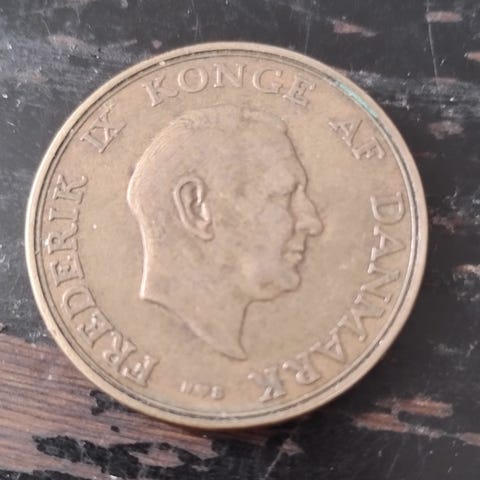 FREDERIK IX KONGE AF DANMARK